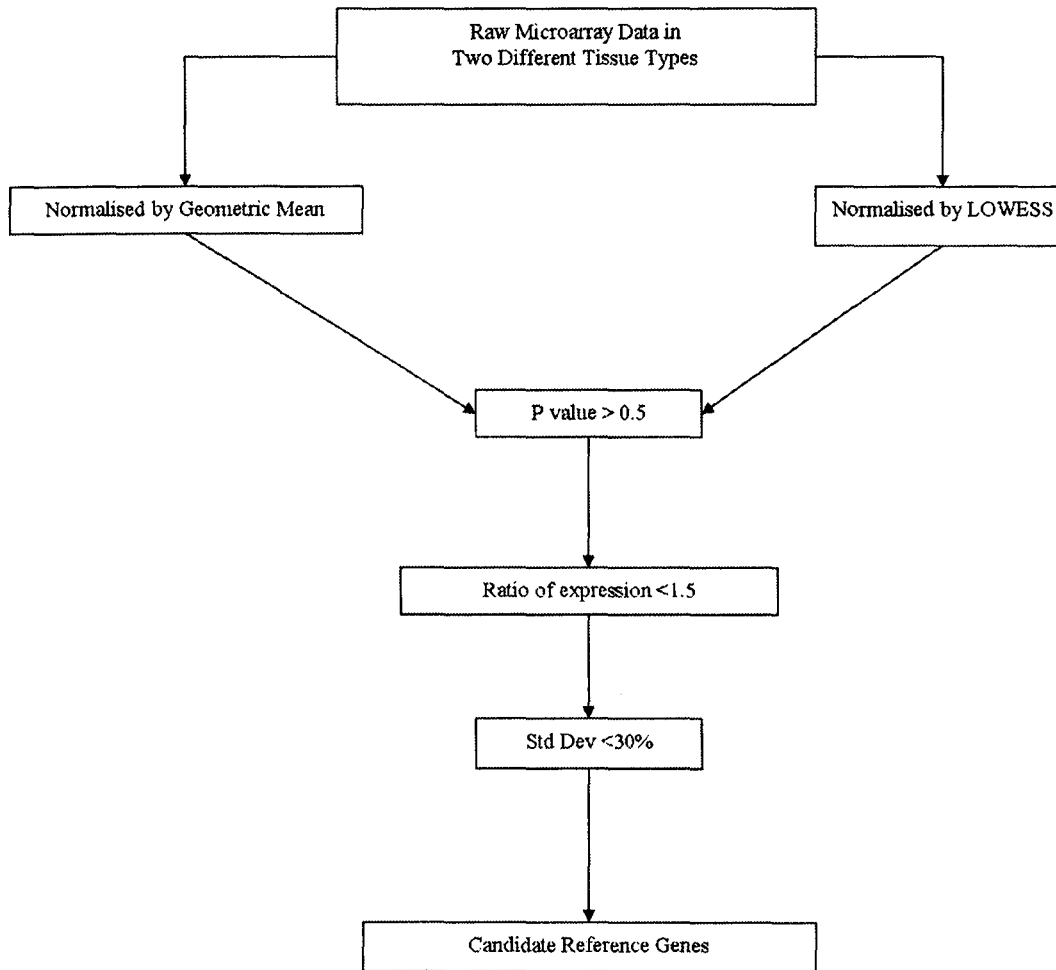 Raw Microarray Data in
Two Different Tissue Types
Normalised by Geometric Mean
Normalised by LOWESS
P value > 0.5
Ratio of expression <1.5
Std Dev <30%
Candidate Reference Genes